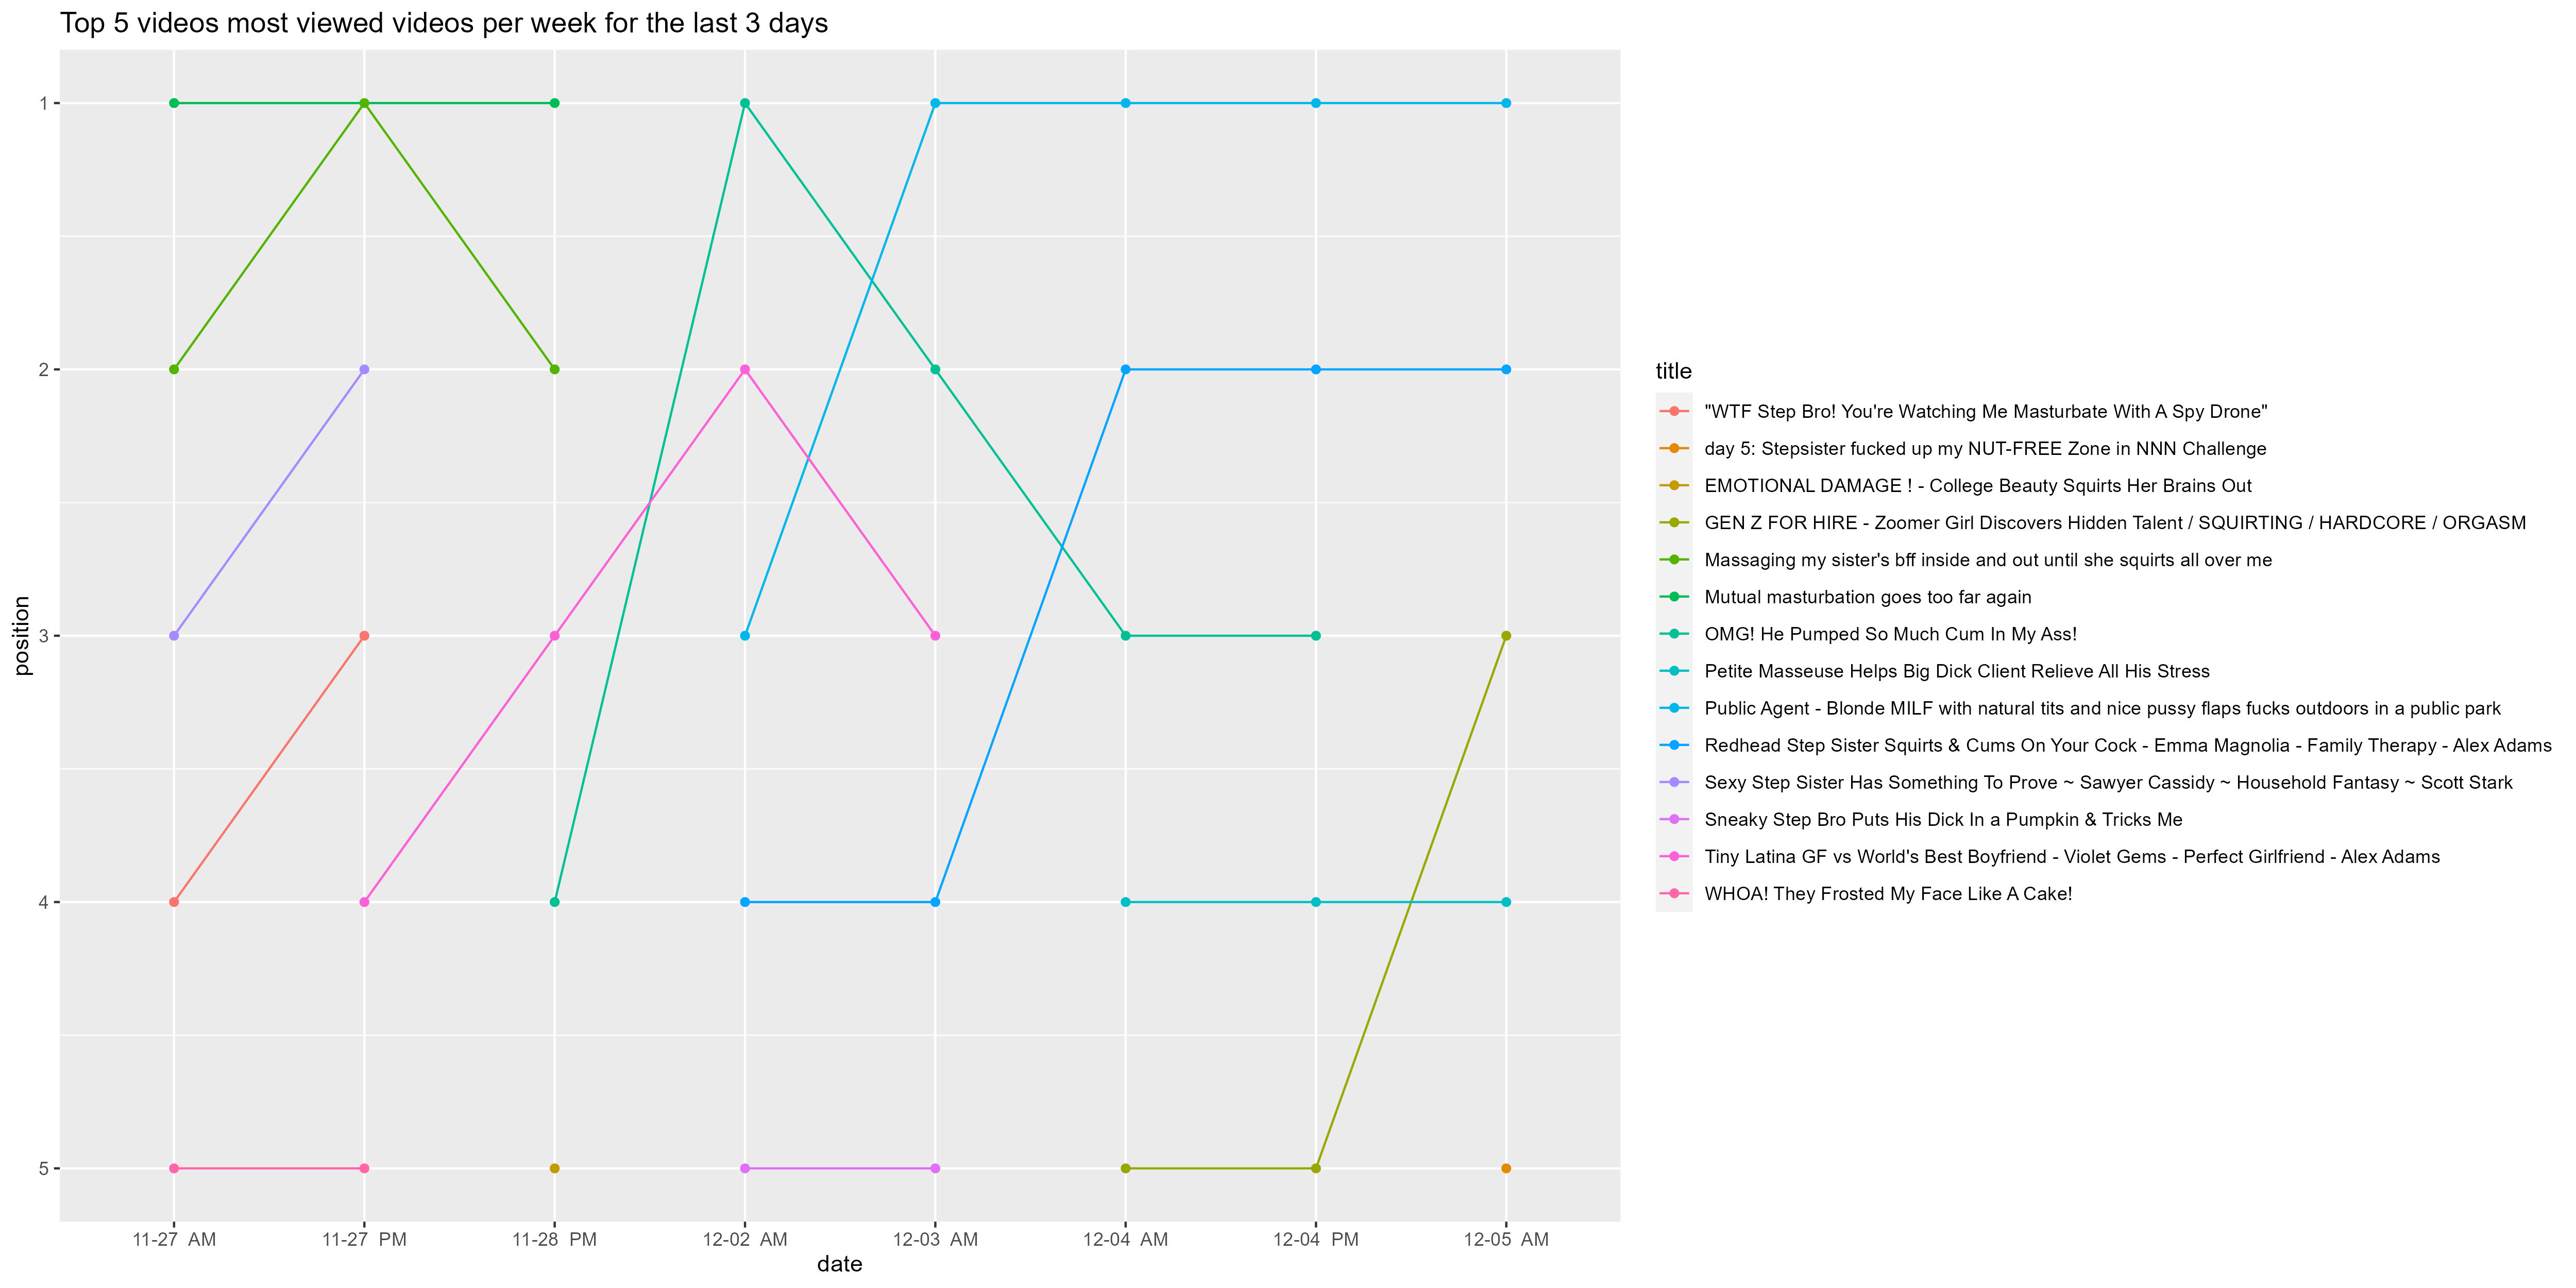 Top 5 videos most viewed videos per week for the last 3 days
position
1
2
3
4
5
11-27 AM
11-27 PM
11-28 PM
12-02 AM
12-03 AM
12-04 AM
12-04 PM
12-05 AM
date
title
"WTF Step Bro! You're Watching Me Masturbate With A Spy Drone"
day 5: Stepsister fucked up my NUT-FREE Zone in NNN Challenge
EMOTIONAL DAMAGE ! - College Beauty Squirts Her Brains Out
GEN Z FOR HIRE - Zoomer Girl Discovers Hidden Talent / SQUIRTING / HARDCORE / ORGASM
Massaging my sister's bff inside and out until she squirts all over me
Mutual masturbation goes too far again
OMG! He Pumped So Much Cum In My Ass!
Petite Masseuse Helps Big Dick Client Relieve All His Stress
Public Agent - Blonde MILF with natural tits and nice pussy flaps fucks outdoors in a public park
Redhead Step Sister Squirts & Cums On Your Cock - Emma Magnolia - Family Therapy - Alex Adams
Sexy Step Sister Has Something To Prove ~ Sawyer Cassidy ~ Household Fantasy ~ Scott Stark
Sneaky Step Bro Puts His Dick In a Pumpkin & Tricks Me
Tiny Latina GF vs World's Best Boyfriend - Violet Gems - Perfect Girlfriend - Alex Adams
WHOA! They Frosted My Face Like A Cake!